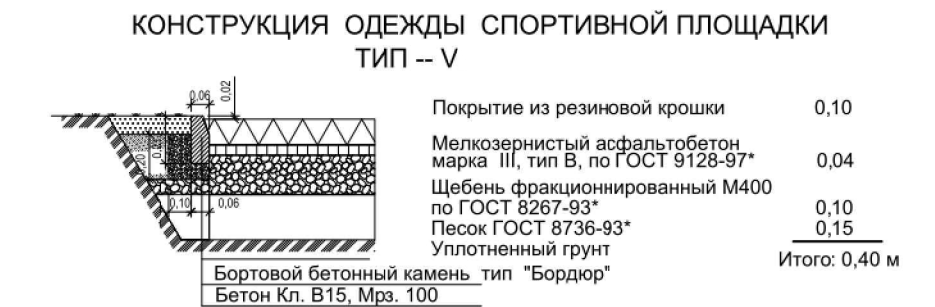 КОНСТРУКЦИЯ ОДЕЖДЫ СПОРТИВНОЙ ПЛОЩАДКИ
ТИП -- V
0,06
0,02
Покрытие из резиновой крошки 0,10
Мелкозернистый асфальтобетон
марка III, тип В, по ГОСТ 9128-97* 0,04
Щебень фракционнированный М400
по ГОСТ 8267-93* 0,10
Песок ГОСТ 8736-93* 0,15
Уплотненный грунт
Итого: 0,40 м
0,10
0,06
Бортовой бетонный камень тип "Бордюр"
Бетон Кл. В15, Мрз. 100